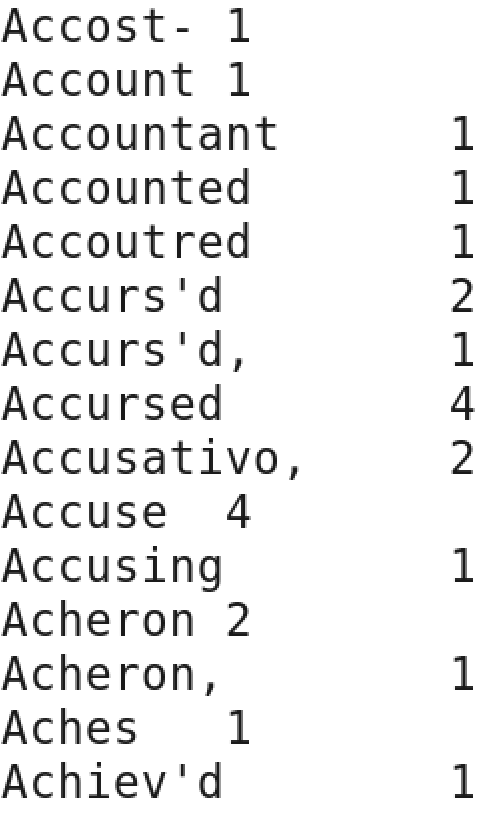 Accost- 1
Account 1
Accountant 1
Accounted 1
Accoutred 1
Accurs'd 2
Accurs'd, 1
Accursed 4
Accusativo, 2
Accuse 4
Accusing 1
Acheron 2
Acheron, 1
Aches 1
Achiev'd 1